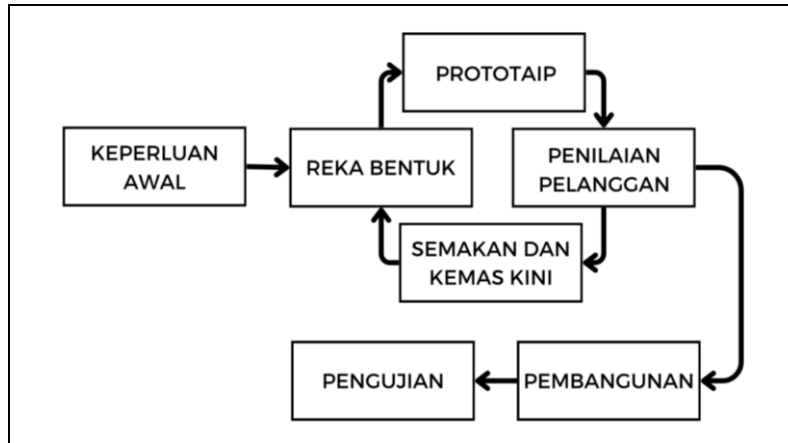 KEPERLUAN
AWAL
REKA BENTUK
PROTOTAIP
PENILAIAN
PELANGGAN
SEMAKAN DAN
KEMAS KINI
PEMBANGUNAN
PENGUJIAN